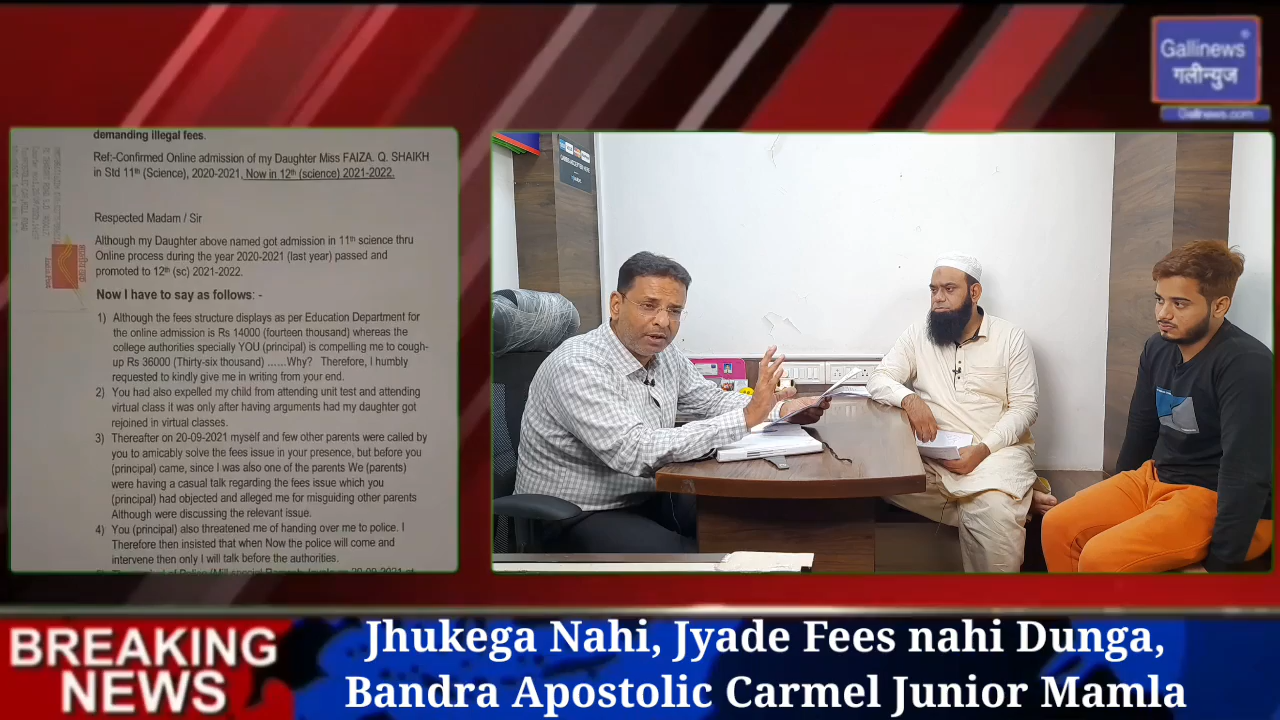 Gallinews®
गलीन्युज
Gallinews.com
demanding illegal fees.
Ref:-Confirmed Online admission of my Daughter Miss FAIZA. Q. SHAIKH
in Std 11th (Science), 2020-2021, Now in 12th (science) 2021-2022.
Respected Madam / Sir
Although my Daughter above named got admission in 11th science thru
Online process during the year 2020-2021 (last year) passed and
promoted to 12th (sc) 2021-2022.
Now I have to say as follows: -
1) Although the fees structure displays as per Education Department for
the online admission is Rs 14000 (fourteen thousand) whereas the
college authorities specially YOU (principal) is compelling me to cough-
up Rs 36000 (Thirty-six thousand) ......Why? Therefore, I humbly
requested to kindly give me in writing from your end.
2) You had also expelled my child from attending unit test and attending
virtual class it was only after having arguments had my daughter got
rejoined in virtual classes.
3) Thereafter on 20-09-2021 myself and few other parents were called by
you to amicably solve the fees issue in your presence, but before you
(principal) came, since I was also one of the parents We (parents)
were having a casual talk regarding the fees issue which you
(principal) had objected and alleged me for misguiding other parents
Although were discussing the relevant issue.
4) You (principal) also threatened me of handing over me to police. I
Therefore then insisted that when Now the police will come and
intervene then only I will talk before the authorities.
BREAKING
NEWS
Jhukega Nahi, Jyade Fees nahi Dunga,
Bandra Apostolic Carmel Junior Mamla